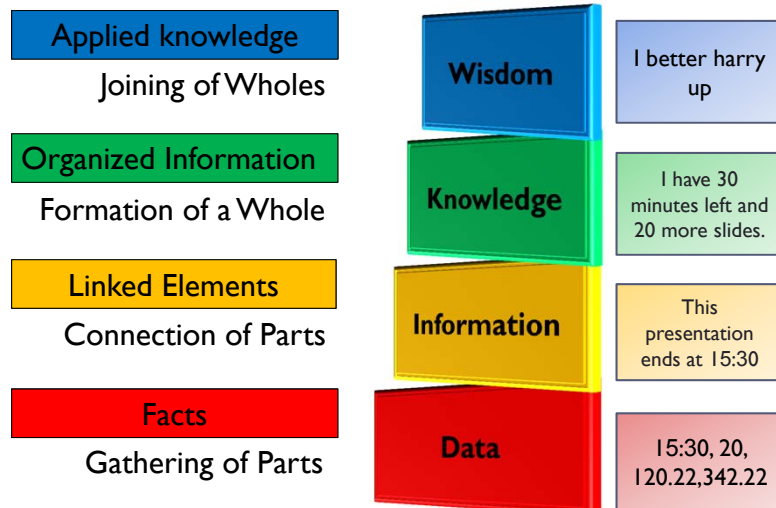 Applied knowledge
Joining of Wholes
Wisdom
I better harry
up
Organized Information
Formation of a Whole
Knowledge
I have 30
minutes left and
20 more slides.
Linked Elements
Connection of Parts
Information
This
presentation
ends at 15:30
Facts
Gathering of Parts
Data
15:30, 20,
120.22,342.22